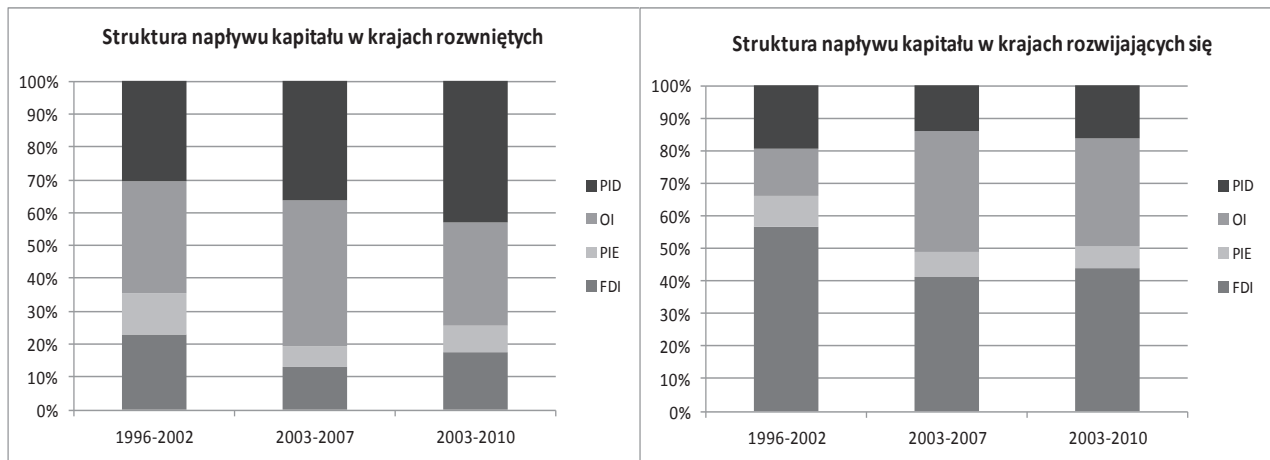 Struktura napływu kapitału w krajach rozwniętych
100%
90%
80%
70%
60%
50%
40%
30%
20%
10%
0%
1996-2002
2003-2007
2003-2010
PID
OI
PIE
FDI
Struktura napływu kapitału w krajach rozwijających się
100%
90%
80%
70%
60%
50%
40%
30%
20%
10%
0%
1996-2002
2003-2007
2003-2010
PID
OI
PIE
FDI